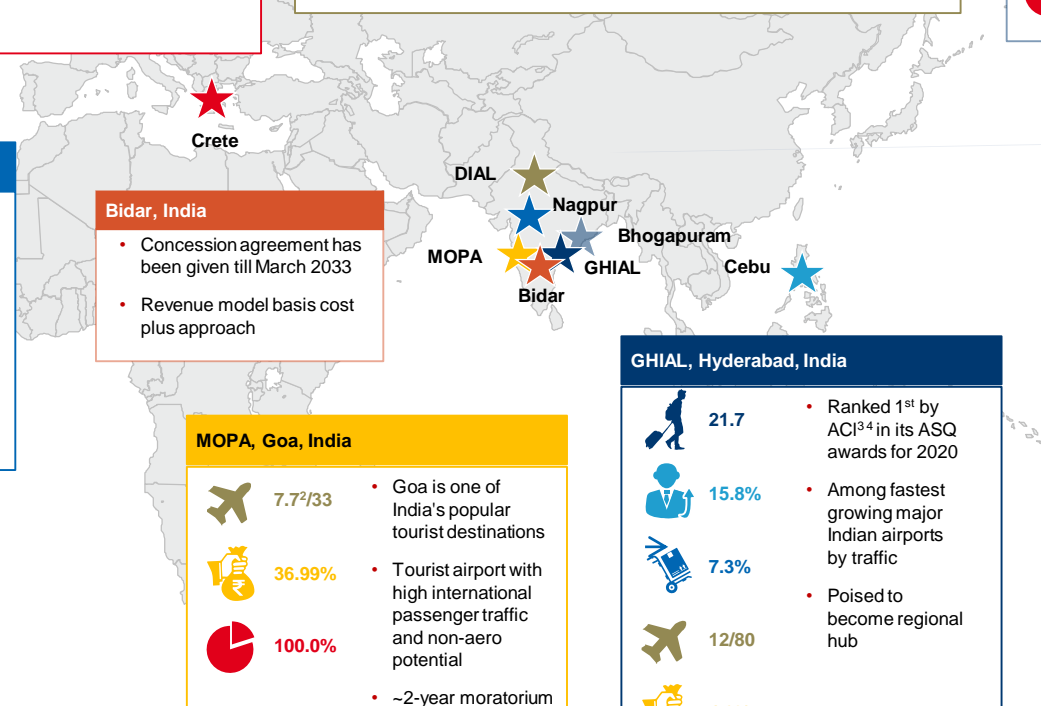 Crete
DIAL
Nagpur
Bhogapuram
MOPA
GHIAL
Cebu
Bidar
Bidar, India
• Concession agreement has
been given till March 2033
• Revenue model basis cost
plus approach
MOPA, Goa, India
7.7²/33
36.99%
₹
100.0%
• Goa is one of
India's popular
tourist destinations
• Tourist airport with
high international
passenger traffic
and non-aero
potential
• ~2-year moratorium
GHIAL, Hyderabad, India
21.7
15.8%
7.3%
12/80
• Ranked 1st by
ACI³ ⁴ in its ASQ
awards for 2020
• Among fastest
growing major
Indian airports
by traffic
• Poised to
become regional
hub